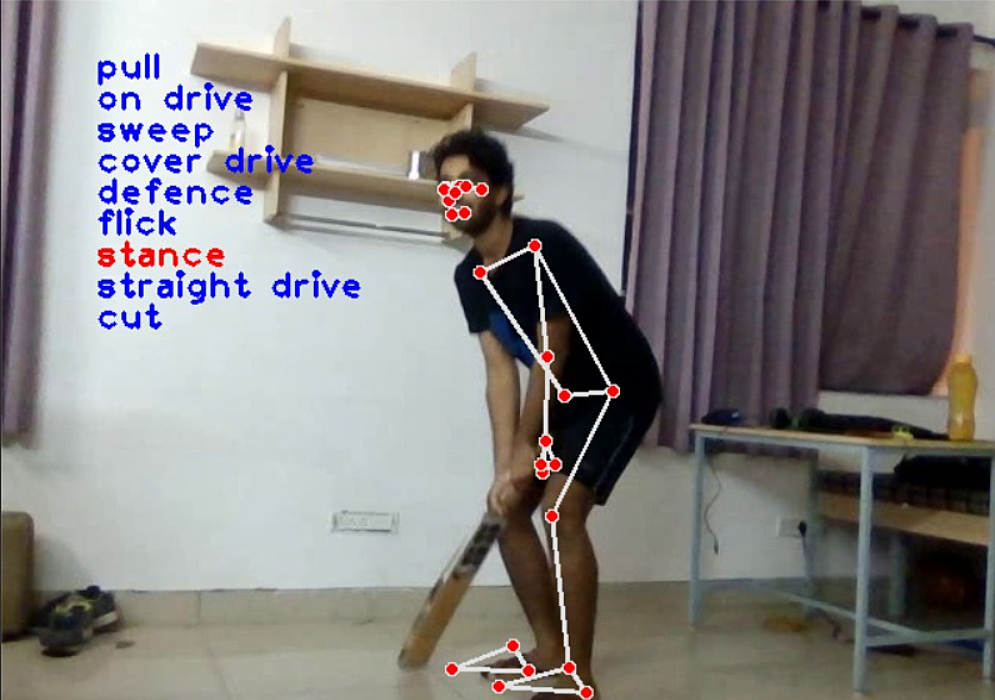 pull
on drive
sweep
cover drive
defence
flick
stance
straight drive
cut